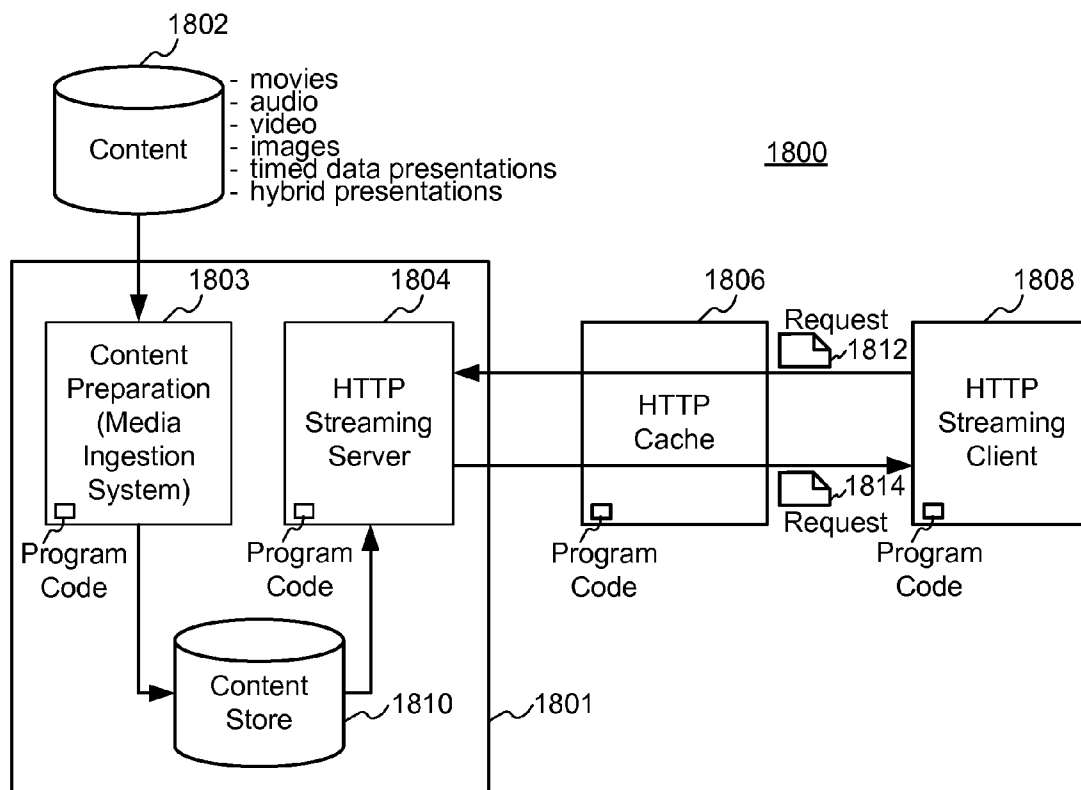 1802
Content
- movies
- audio
- video
- images
- timed data presentations
- hybrid presentations
1800
1803
1804
1806
1808
Content
Preparation
(Media
Ingestion
System)
Program
Code
HTTP
Streaming
Server
Program
Code
HTTP
Cache
Program
Code
Request
1812
1814
Request
HTTP
Streaming
Client
Program
Code
Content
Store
1810
1801